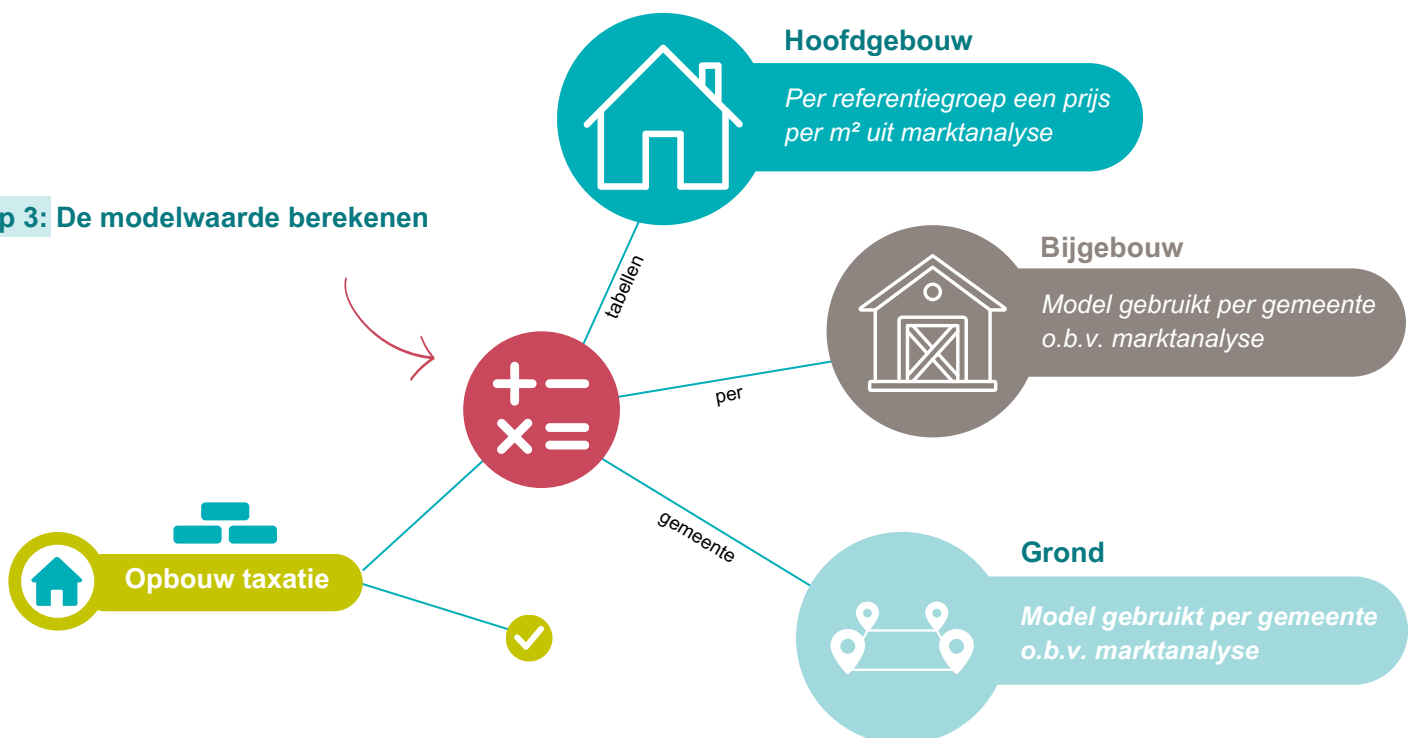 Hoofdgebouw
Per referentiegroep een prijs
per m² uit marktanalyse
p 3: De modelwaarde berekenen
tabellen
Bijgebouw
Model gebruikt per gemeente
o.b.v. marktanalyse
per
gemeente
Grond
Model gebruikt per gemeente
o.b.v. marktanalyse
Opbouw taxatie